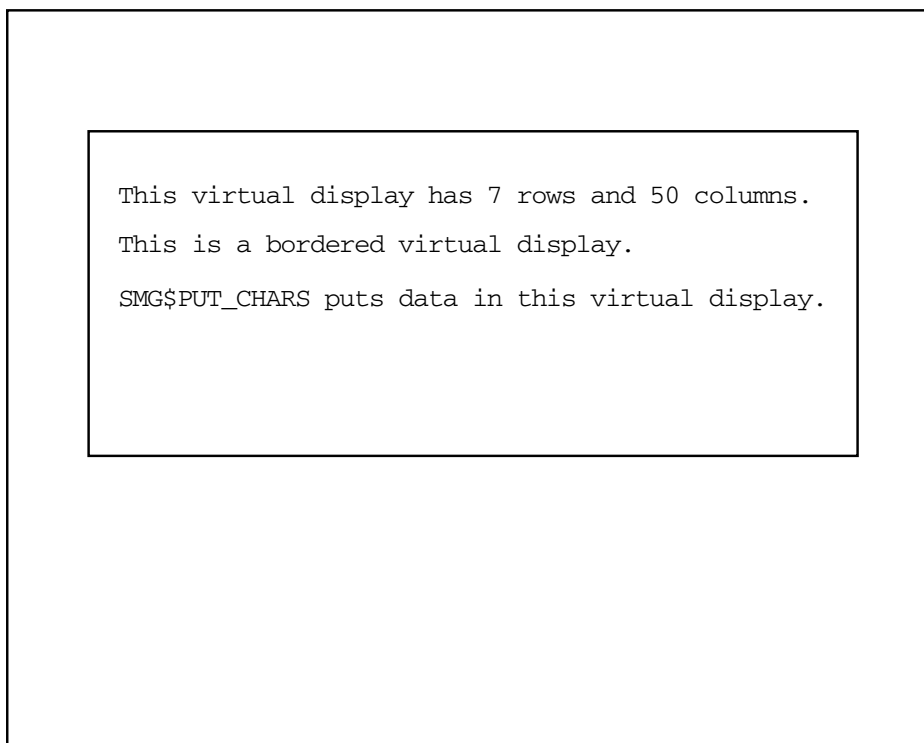 This virtual display has 7 rows and 50 columns.
This is a bordered virtual display.
SMG$PUT_CHARS puts data in this virtual display.